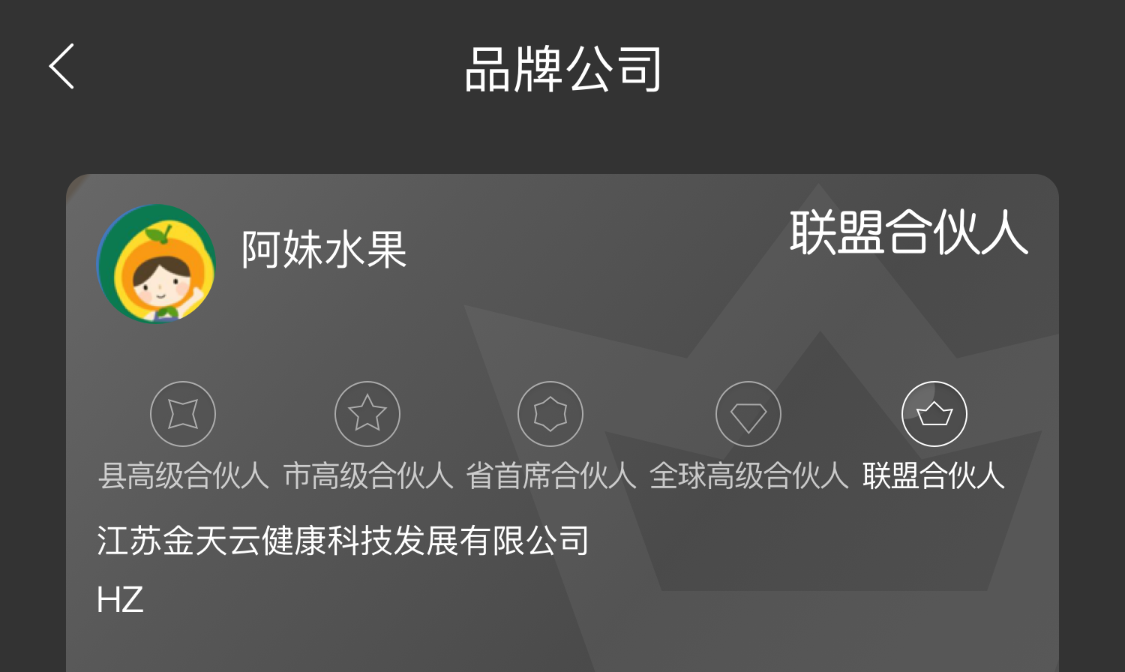 品牌公司
阿妹水果
联盟合伙人
县高级合伙人 市高级合伙人 省首席合伙人 全球高级合伙人 联盟合伙人
江苏金天云健康科技发展有限公司
HZ